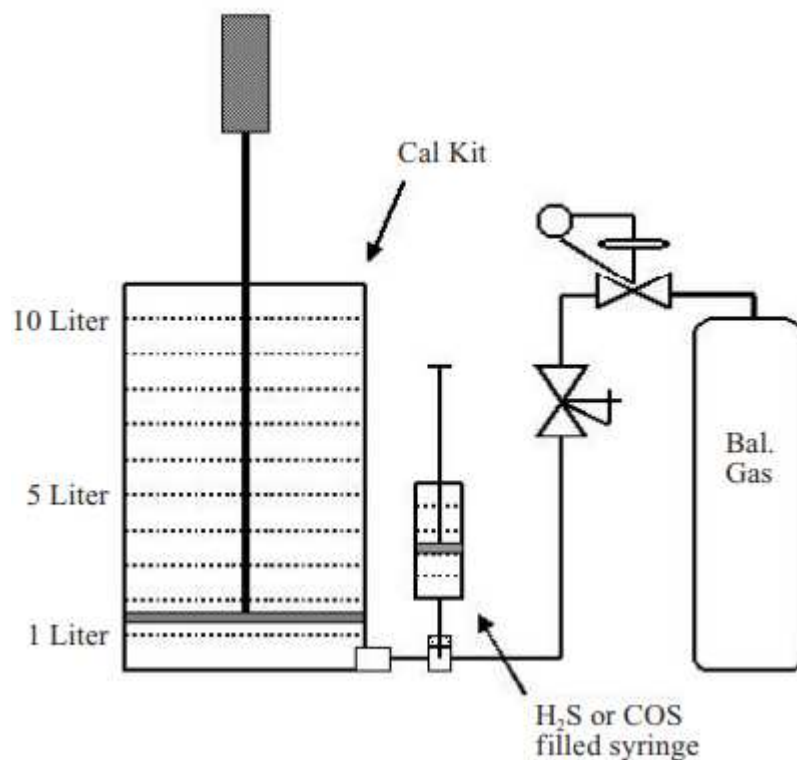 Cal Kit
10 Liter
5 Liter
1 Liter
Bal.
Gas
H₂S or COS
filled syringe